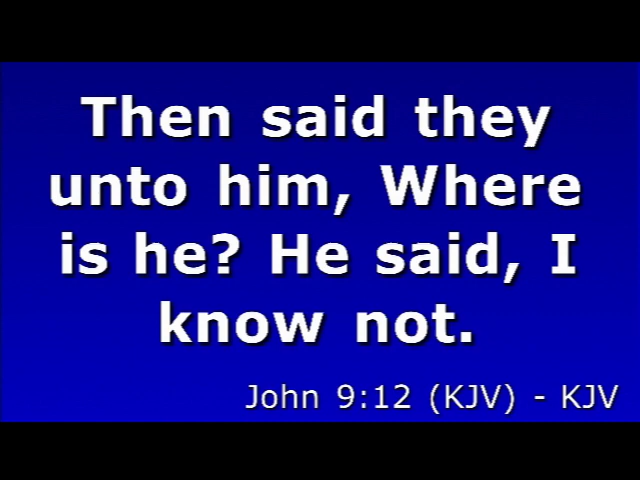 Then said they
unto him, Where
is he? He said, I
know not.
John 9:12 (KJV) - KJV